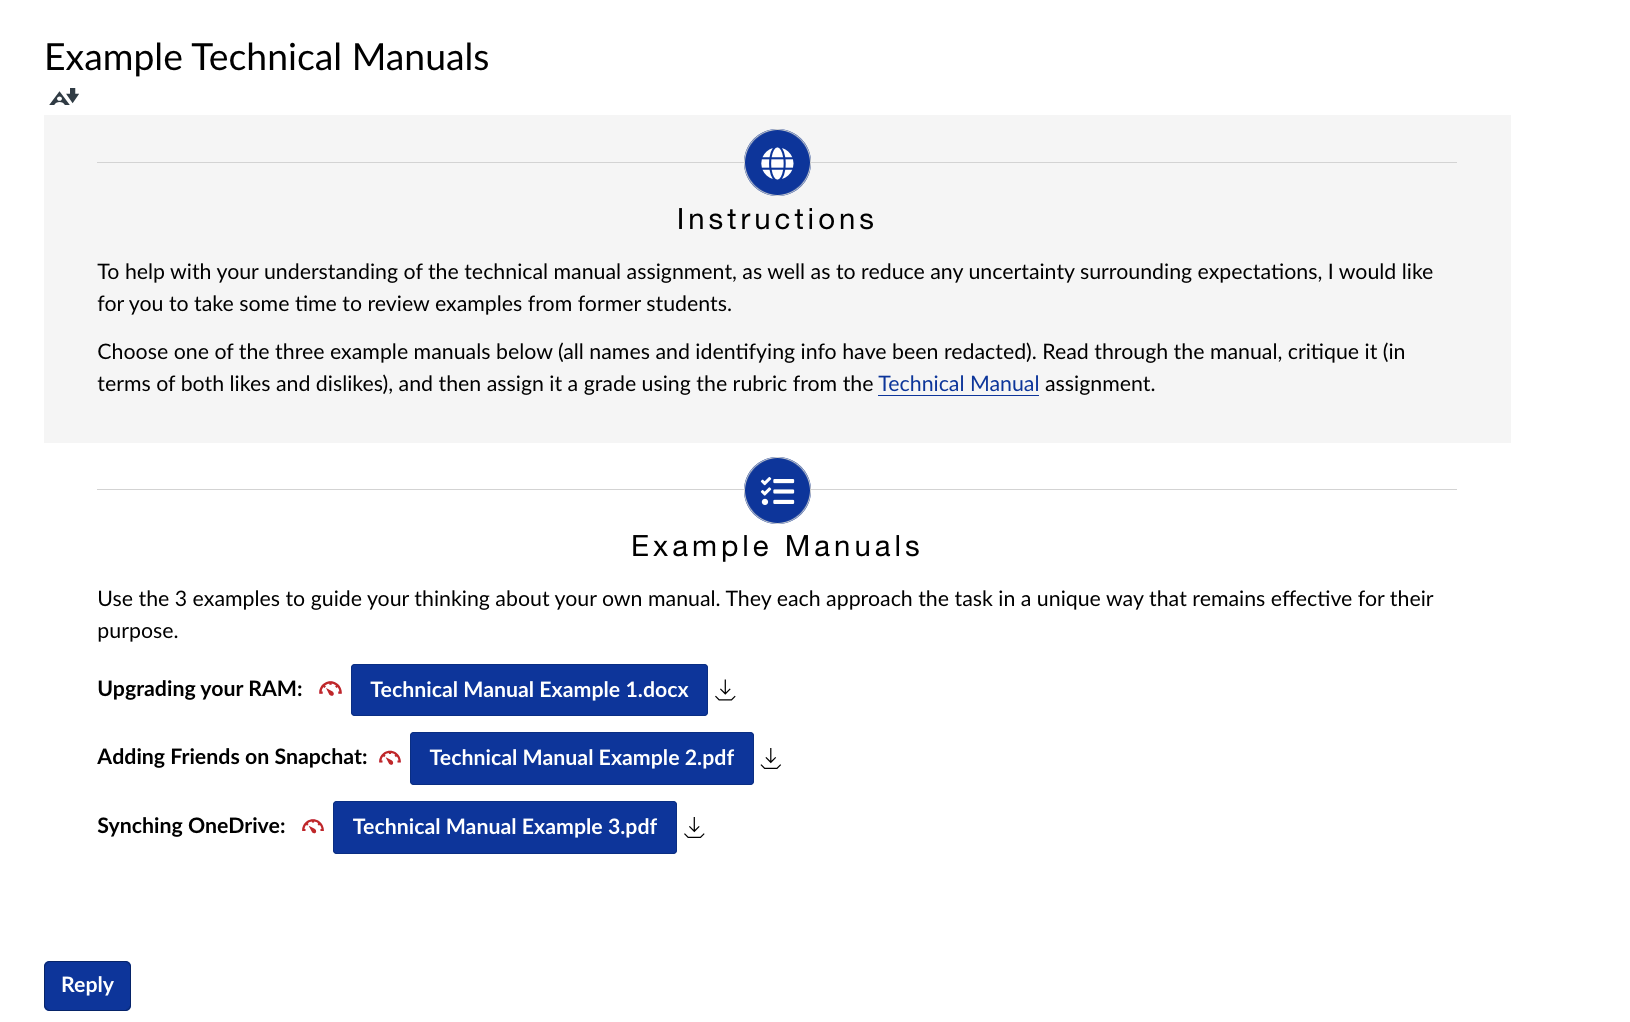 Example Technical Manuals
Instructions
To help with your understanding of the technical manual assignment, as well as to reduce any uncertainty surrounding expectations, I would like
for you to take some time to review examples from former students.
Choose one of the three example manuals below (all names and identifying info have been redacted). Read through the manual, critique it (in
terms of both likes and dislikes), and then assign it a grade using the rubric from the Technical Manual assignment.
Example Manuals
Use the 3 examples to guide your thinking about your own manual. They each approach the task in a unique way that remains effective for their
purpose.
Upgrading your RAM: Technical Manual Example 1.docx
Adding Friends on Snapchat: Technical Manual Example 2.pdf
Synching OneDrive: Technical Manual Example 3.pdf
Reply